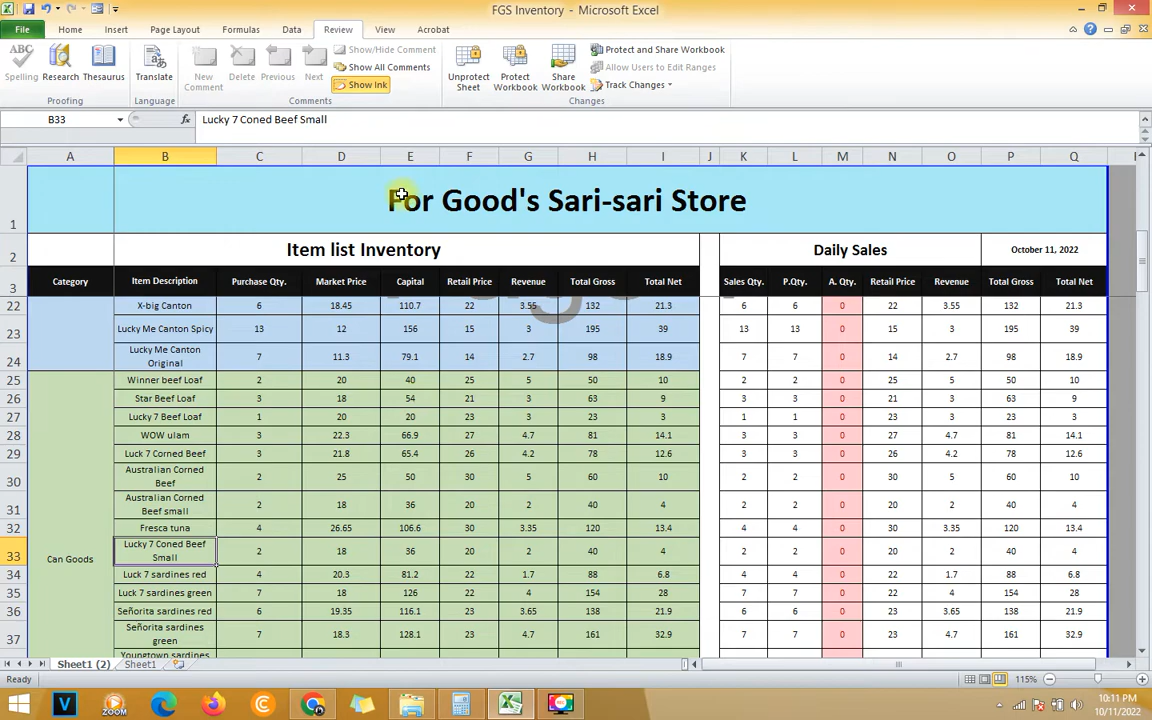 FGS Inventory - Microsoft Excel
File Home Insert Page Layout Formulas Data Review View Acrobat
Spelling Research Thesaurus Translate New Comment Delete Previous Next Show/Hide Comment Show All Comments Show Ink Unprotect Sheet Protect Workbook Share Workbook Protect and Share Workbook Allow Users to Edit Ranges Track Changes
Proofing Language Comments Changes
B33 fx Lucky 7 Coned Beef Small
A B C D E F G H I J K L M N O P Q
1 For Good's Sari-sari Store
2 Item list Inventory Daily Sales October 11, 2022
3 Category Item Description Purchase Qty. Market Price Capital Retail Price Revenue Total Gross Total Net Sales Qty. P.Qty. A. Qty. Retail Price Revenue Total Gross Total Net
22 X-big Canton 6 18.45 110.7 22 3.55 132 21.3 6 6 0 22 3.55 132 21.3
23 Lucky Me Canton Spicy 13 12 156 15 3 195 39 13 13 0 15 3 195 39
24 Lucky Me Canton Original 7 11.3 79.1 14 2.7 98 18.9 7 7 0 14 2.7 98 18.9
25 Winner beef Loaf 2 20 40 25 5 50 10 2 2 0 25 5 50 10
26 Star Beef Loaf 3 18 54 21 3 63 9 3 3 0 21 3 63 9
27 Lucky 7 Beef Loaf 1 20 20 23 3 23 3 1 1 0 23 3 23 3
28 WOW ulam 3 22.3 66.9 27 4.7 81 14.1 3 3 0 27 4.7 81 14.1
29 Luck 7 Corned Beef 3 21.8 65.4 26 4.2 78 12.6 3 3 0 26 4.2 78 12.6
30 Australian Corned Beef 2 25 50 30 5 60 10 2 2 0 30 5 60 10
31 Australian Corned Beef small 2 18 36 20 2 40 4 2 2 0 20 2 40 4
32 Fresca tuna 4 26.65 106.6 30 3.35 120 13.4 4 4 0 30 3.35 120 13.4
33 Can Goods Lucky 7 Coned Beef Small 2 18 36 20 2 40 4 2 2 0 20 2 40 4
34 Luck 7 sardines red 4 20.3 81.2 22 1.7 88 6.8 4 4 0 22 1.7 88 6.8
35 Luck 7 sardines green 7 18 126 22 4 154 28 7 7 0 22 4 154 28
36 Señorita sardines red 6 19.35 116.1 23 3.65 138 21.9 6 6 0 23 3.65 138 21.9
37 Señorita sardines green 7 18.3 128.1 23 4.7 161 32.9 7 7 0 23 4.7 161 32.9
Youngtown sardines
Sheet1 (2) Sheet1
Ready 115%
10:11 PM
10/11/2022